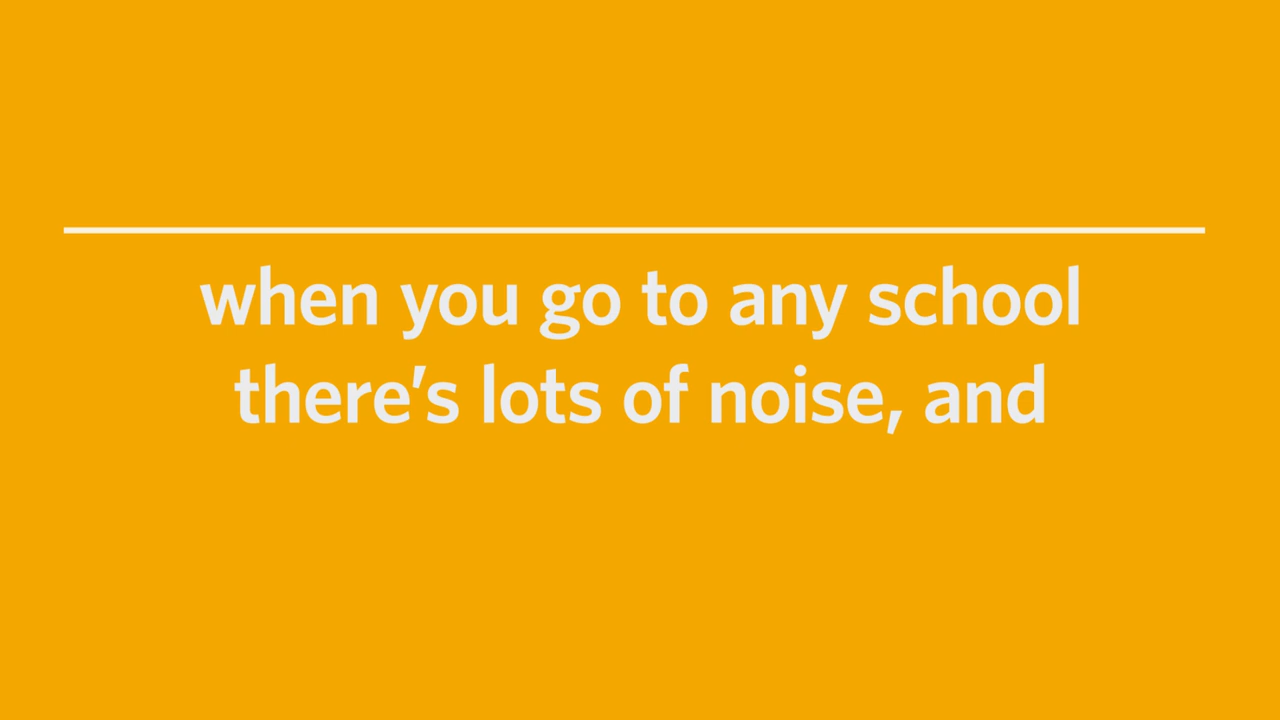 when you go to any school
there’s lots of noise, and